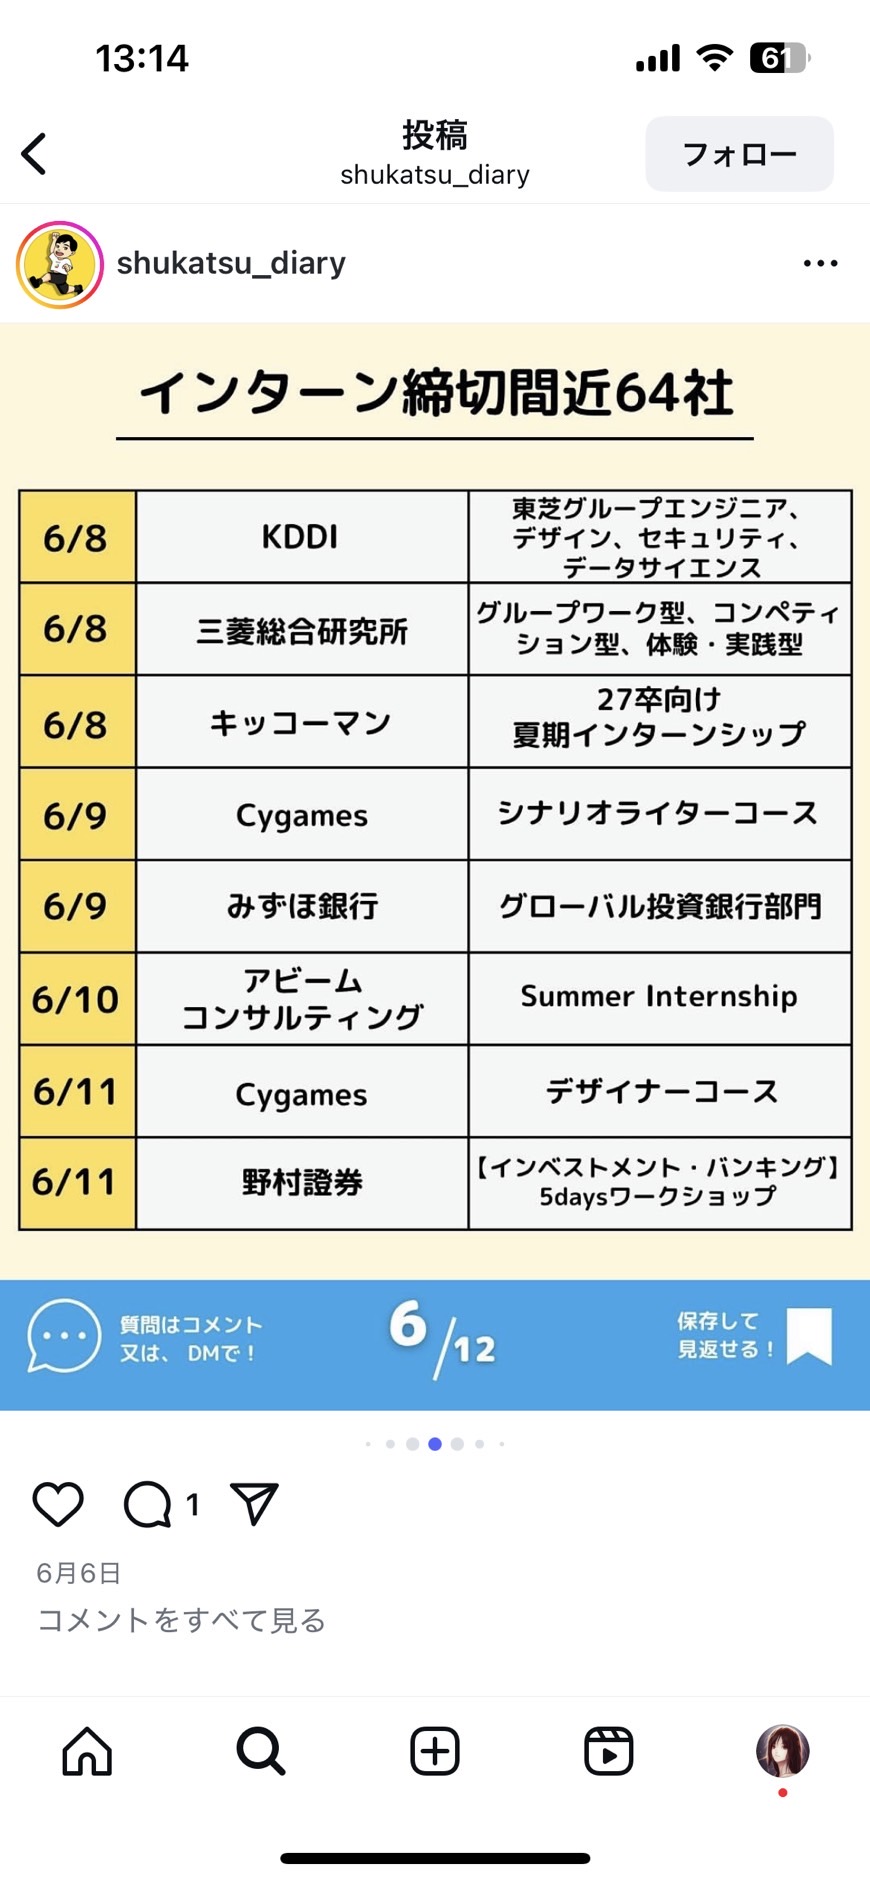 13:14
61
投稿
shukatsu_diary
フォロー
shukatsu_diary
インターン締切間近64社
6/8
KDDI
東芝グループエンジニア、
デザイン、セキュリティ、
データサイエンス
6/8
三菱総合研究所
グループワーク型、コンペティ
ション型、体験・実践型
6/8
キッコーマン
27卒向け
夏期インターンシップ
6/9
Cygames
シナリオライターコース
6/9
みずほ銀行
グローバル投資銀行部門
6/10
アビーム
コンサルティング
Summer Internship
6/11
Cygames
デザイナーコース
6/11
野村證券
【インベストメント・バンキング】
5daysワークショップ
質問はコメント
又は、 DMで！
6/12
保存して
見返せる！
1
6月6日
コメントをすべて見る